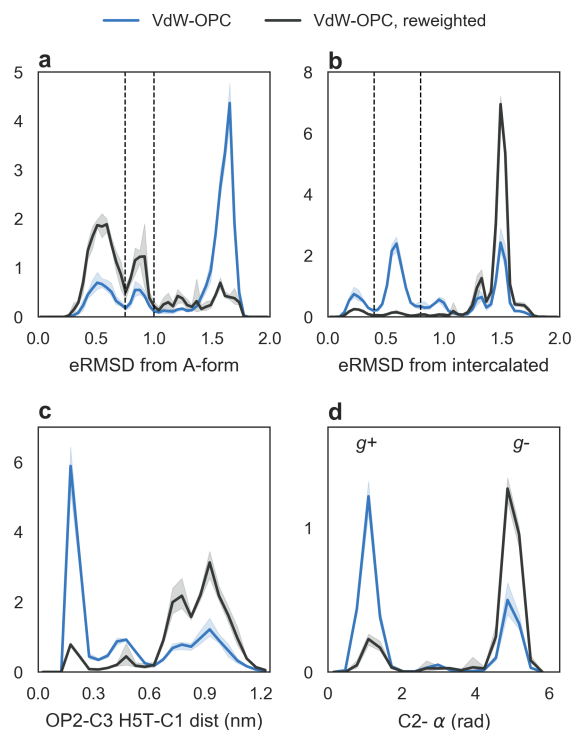 VdW-OPC VdW-OPC, reweighted
a
5
4
3
2
1
0
0.0 0.5 1.0 1.5 2.0
eRMSD from A-form
b
8
6
4
2
0
0.0 0.5 1.0 1.5 2.0
eRMSD from intercalated
c
6
4
2
0
0.0 0.3 0.6 0.9 1.2
OP2-C3 H5T-C1 dist (nm)
d
g+ g-
1
0
0 2 4 6
C2- α (rad)